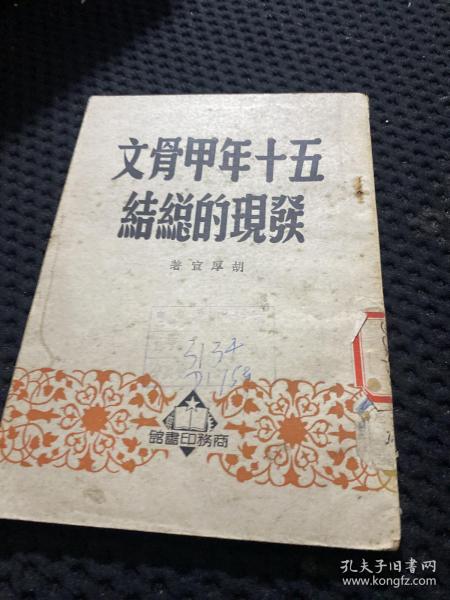 五十年甲骨文
發現的總結
胡厚宣著
商務印書館
孔夫子旧书网
www.kongfz.com